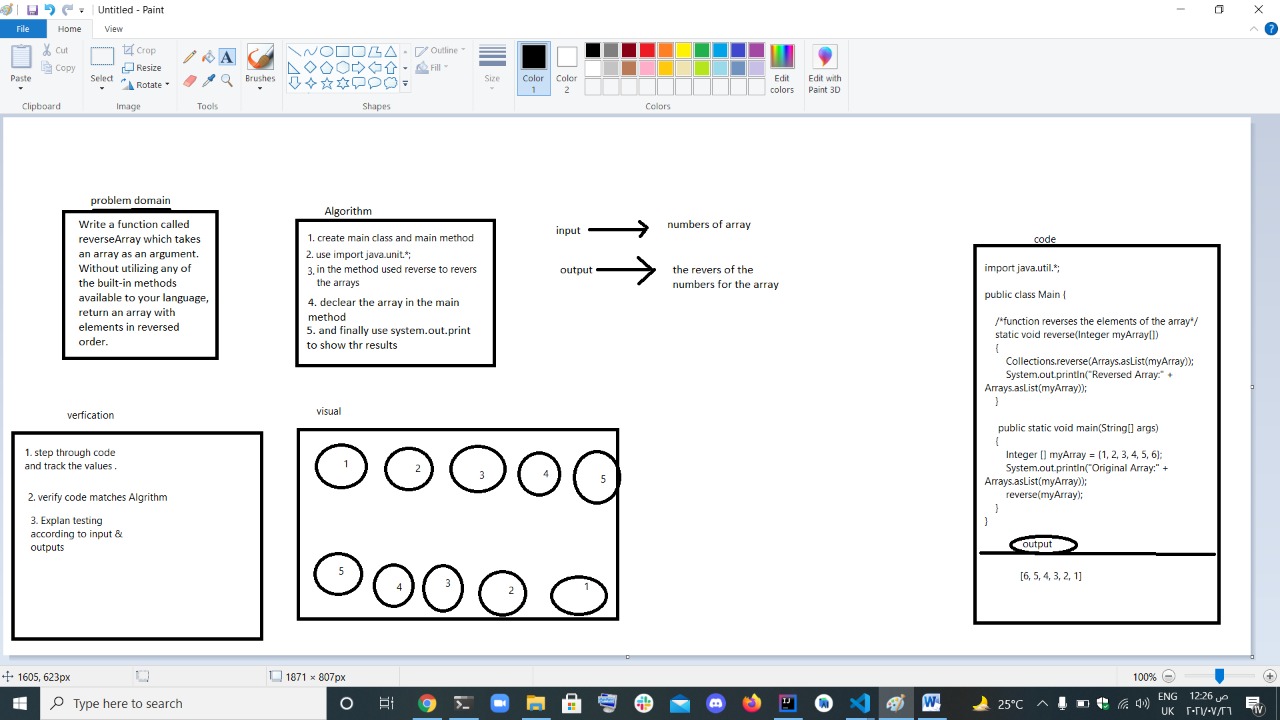 Untitled - Paint
File
Home
View
Paste
Cut
Copy
Clipboard
Select
Crop
Resize
Rotate
Image
A
Tools
Brushes
Outline
Fill
Shapes
Size
Color
1
Color
2
Edit
colors
Colors
Edit with
Paint 3D
problem domain
Write a function called
reverseArray which takes
an array as an argument.
Without utilizing any of
the built-in methods
available to your language,
return an array with
elements in reversed
order.
Algorithm
1. create main class and main method
2. use import java.unit.*;
3, in the method used reverse to revers
the arrays
4. declear the array in the main
method
5. and finally use system.out.print
to show thr results
input
numbers of array
output
the revers of the
numbers for the array
code
import java.util.*;
public class Main {
/*function reverses the elements of the array*/
static void reverse(Integer myArray[])
{
Collections.reverse(Arrays.asList(myArray));
System.out.println("Reversed Array:" +
Arrays.asList(myArray));
}
public static void main(String[] args)
{
Integer [] myArray = {1, 2, 3, 4, 5, 6};
System.out.println("Original Array:" +
Arrays.asList(myArray));
reverse(myArray);
}
}
output
[6, 5, 4, 3, 2, 1]
verfication
1. step through code
and track the values .
2. verify code matches Algrithm
3. Explan testing
according to input &
outputs
visual
1 2 3 4 5
5 4 3 2 1
1605, 623px
1871 × 807px
100%
Type here to search
25°C
ENG
UK
12:26 ص
٢٠٢١/٠٧/٢٦